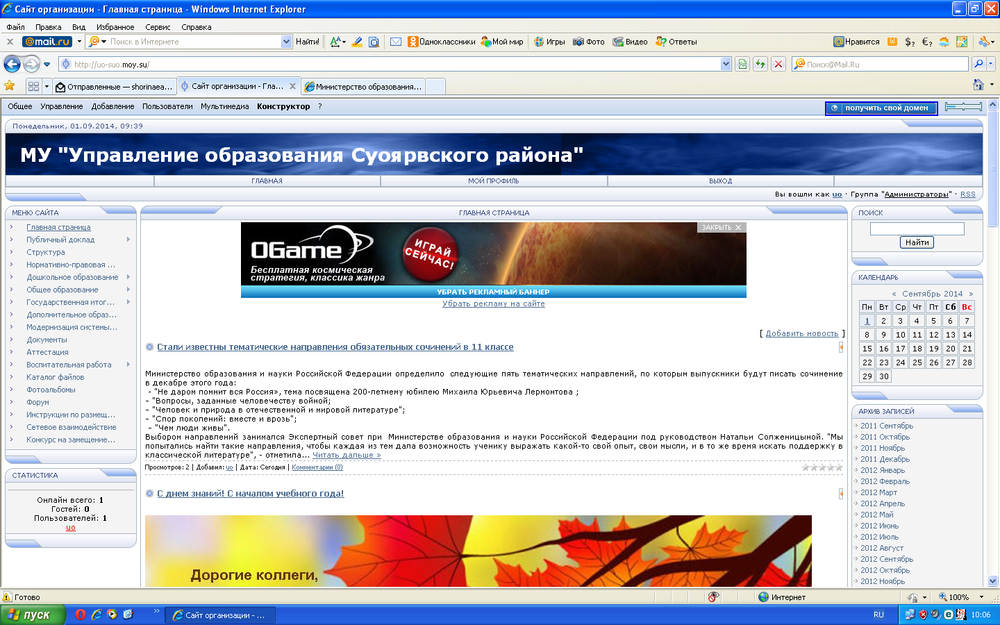 Сайт организации - Главная страница - Windows Internet Explorer
Файл Правка Вид Избранное Сервис Справка
@mail.ru Поиск в Интернете Найти! Одноклассники Мой мир Игры Фото Видео Ответы Нравится
http://uo-suo.moy.su/ Поиск@Mail.Ru
Отправленные — shorinaea... Сайт организации - Гла... Министерство образования...
Общее Управление Добавление Пользователи Мультимедиа Конструктор ? получить свой домен
Понедельник, 01.09.2014, 09:39
МУ "Управление образования Суоярвского района"
ГЛАВНАЯ МОЙ ПРОФИЛЬ ВЫХОД
Вы вошли как uo · Группа "Администраторы" · RSS
МЕНЮ САЙТА
Главная страница
Публичный доклад
Структура
Нормативно-правовая ...
Дошкольное образование
Общее образование
Государственная итог...
Дополнительное образ...
Модернизация системы...
Документы
Аттестация
Воспитательная работа
Каталог файлов
Фотоальбомы
Форум
Инструкции по размещ...
Сетевое взаимодействие
Конкурс на замещение...
СТАТИСТИКА
Онлайн всего: 1
Гостей: 0
Пользователей: 1
uo
ГЛАВНАЯ СТРАНИЦА
ЗАКРЫТЬ ✕
OGame
Бесплатная космическая
стратегия, классика жанра
ИГРАЙ
СЕЙЧАС!
УБРАТЬ РЕКЛАМНЫЙ БАННЕР
Убрать рекламу на сайте
[ Добавить новость ]
Стали известны тематические направления обязательных сочинений в 11 классе
Министерство образования и науки Российской Федерации определило следующие пять тематических направлений, по которым выпускники будут писать сочинение
в декабре этого года:
- "Не даром помнит вся Россия», тема посвящена 200-летнему юбилею Михаила Юрьевича Лермонтова ;
- "Вопросы, заданные человечеству войной;
- "Человек и природа в отечественной и мировой литературе";
- "Спор поколений: вместе и врозь";
- "Чем люди живы".
Выбором направлений занимался Экспертный совет при Министерстве образования и науки Российской Федерации под руководством Натальи Солженицыной. "Мы
попытались найти такие направления, чтобы каждая из тем дала возможность ученику выражать какой-то свой опыт, свои мысли, и в то же время искать поддержку в
классической литературе", - отметила... Читать дальше »
Просмотров: 2 | Добавил: uo | Дата: Сегодня | Комментарии (0)
С днем знаний! С началом учебного года!
Дорогие коллеги,
ПОИСК
Найти
КАЛЕНДАРЬ
« Сентябрь 2014 »
Пн Вт Ср Чт Пт Сб Вс
1 2 3 4 5 6 7
8 9 10 11 12 13 14
15 16 17 18 19 20 21
22 23 24 25 26 27 28
29 30
АРХИВ ЗАПИСЕЙ
2011 Сентябрь
2011 Октябрь
2011 Ноябрь
2011 Декабрь
2012 Январь
2012 Февраль
2012 Март
2012 Апрель
2012 Май
2012 Июнь
2012 Июль
2012 Август
2012 Сентябрь
2012 Октябрь
2012 Ноябрь
Готово Интернет 100%
пуск Сайт организации - ... RU 10:06